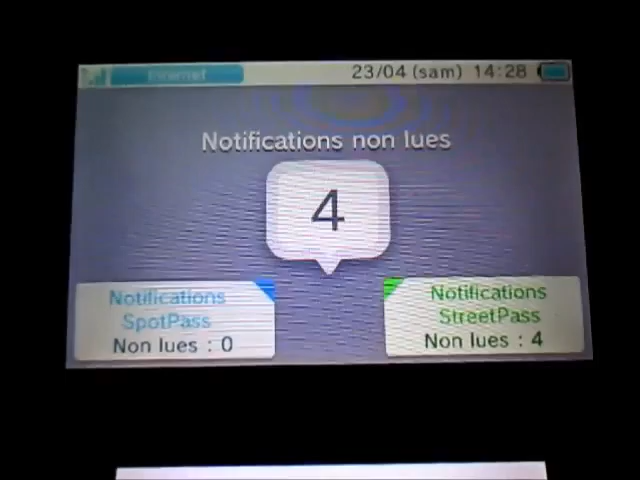 Internet 23/04 (sam) 14:28
Notifications non lues
4
Notifications
SpotPass
Non lues : 0
Notifications
StreetPass
Non lues : 4